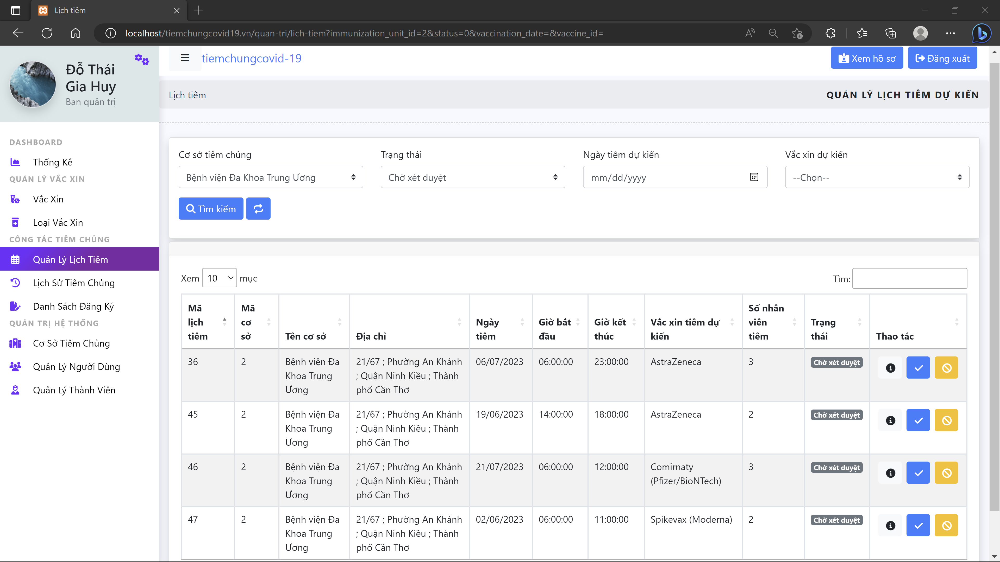 Lịch tiêm
localhost/tiemchungcovid19.vn/quan-tri/lich-tiem?immunization_unit_id=2&status=0&vaccination_date=&vaccine_id=
Đỗ Thái
Gia Huy
Ban quản trị
DASHBOARD
Thống Kê
QUẢN LÝ VẮC XIN
Vắc Xin
Loại Vắc Xin
CÔNG TÁC TIÊM CHỦNG
Quản Lý Lịch Tiêm
Lịch Sử Tiêm Chủng
Danh Sách Đăng Ký
QUẢN TRỊ HỆ THỐNG
Cơ Sở Tiêm Chủng
Quản Lý Người Dùng
Quản Lý Thành Viên
tiemchungcovid-19
Xem hồ sơ
Đăng xuất
Lịch tiêm
QUẢN LÝ LỊCH TIÊM DỰ KIẾN
Cơ sở tiêm chủng
Trạng thái
Ngày tiêm dự kiến
Vắc xin dự kiến
Bệnh viện Đa Khoa Trung Ương
Chờ xét duyệt
mm/dd/yyyy
--Chọn--
Tìm kiếm
Xem 10 mục
Tìm:
Mã
lịch
tiêm
Mã
cơ
sở
Tên cơ sở
Địa chỉ
Ngày
tiêm
Giờ bắt
đầu
Giờ kết
thúc
Vắc xin tiêm dự
kiến
Số nhân
viên
tiêm
Trạng
thái
Thao tác
36
2
Bệnh viện Đa
Khoa Trung
Ương
21/67 ; Phường An Khánh
; Quận Ninh Kiều ; Thành
phố Cần Thơ
06/07/2023
06:00:00
23:00:00
AstraZeneca
3
Chờ xét duyệt
45
2
Bệnh viện Đa
Khoa Trung
Ương
21/67 ; Phường An Khánh
; Quận Ninh Kiều ; Thành
phố Cần Thơ
19/06/2023
14:00:00
18:00:00
AstraZeneca
2
Chờ xét duyệt
46
2
Bệnh viện Đa
Khoa Trung
Ương
21/67 ; Phường An Khánh
; Quận Ninh Kiều ; Thành
phố Cần Thơ
21/07/2023
06:00:00
12:00:00
Comirnaty
(Pfizer/BioNTech)
3
Chờ xét duyệt
47
2
Bệnh viện Đa
Khoa Trung
Ương
21/67 ; Phường An Khánh
; Quận Ninh Kiều ; Thành
phố Cần Thơ
02/06/2023
06:00:00
11:00:00
Spikevax (Moderna)
2
Chờ xét duyệt